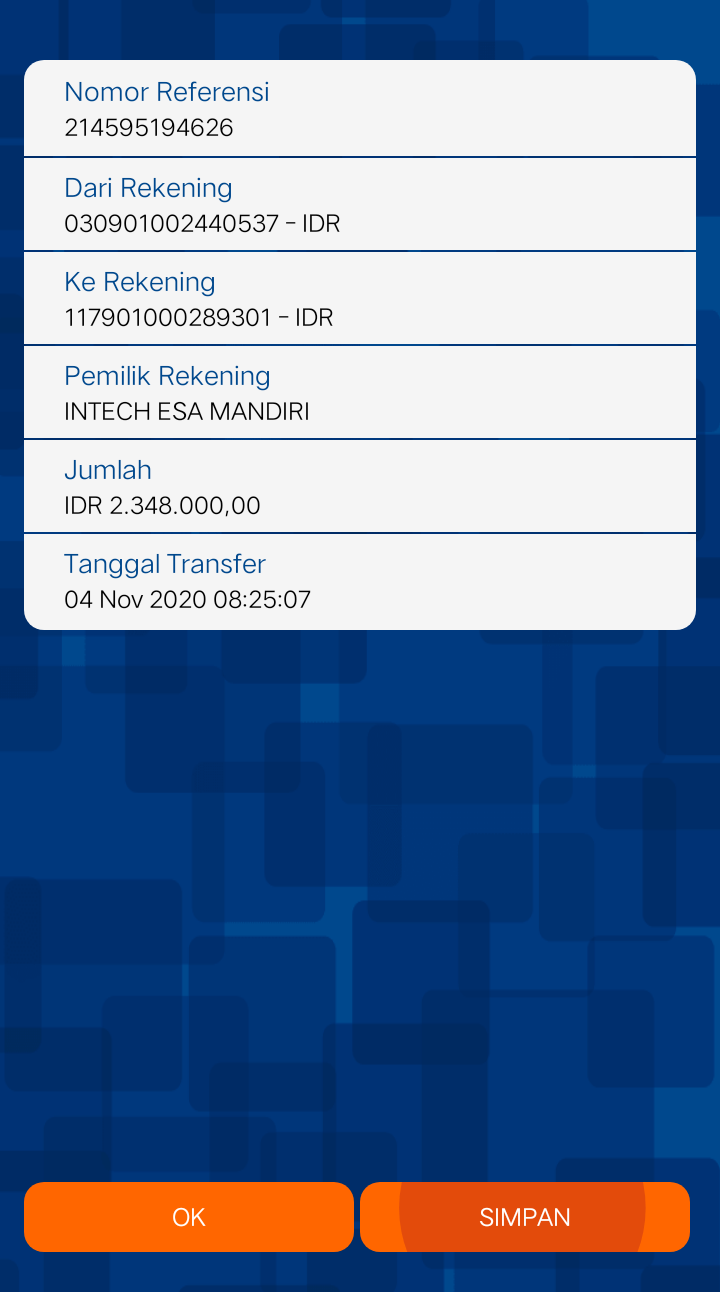 Nomor Referensi
214595194626
Dari Rekening
030901002440537 - IDR
Ke Rekening
117901000289301 - IDR
Pemilik Rekening
INTECH ESA MANDIRI
Jumlah
IDR 2.348.000,00
Tanggal Transfer
04 Nov 2020 08:25:07
OK
SIMPAN